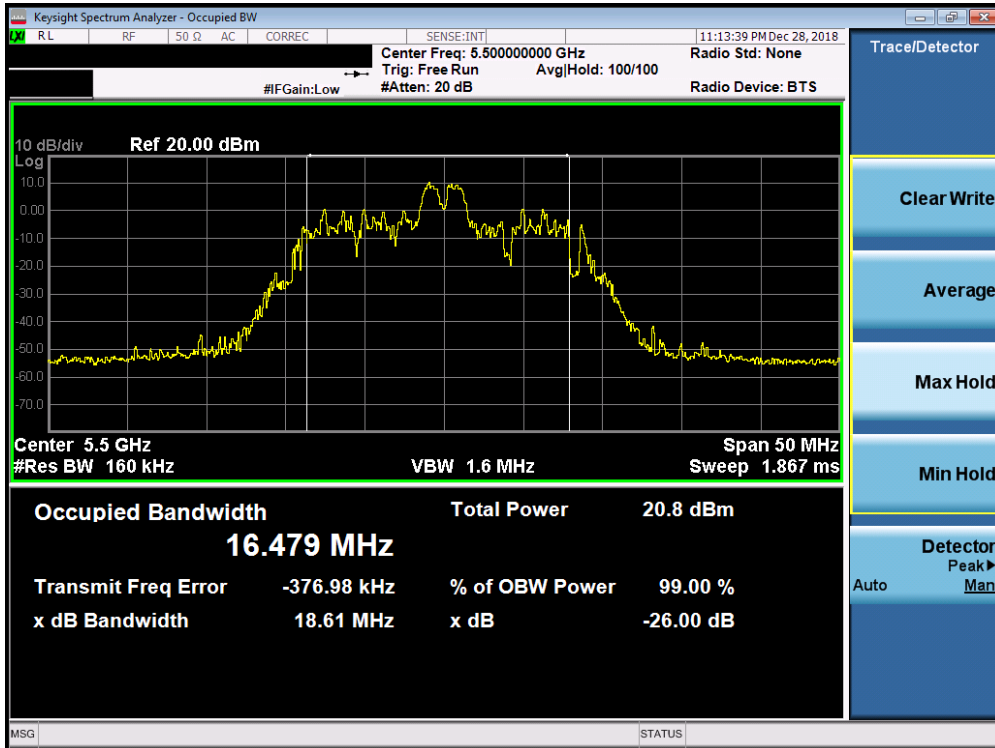 Keysight Spectrum Analyzer - Occupied BW
LXI RL RF 50 Ω AC CORREC SENSE:INT 11:13:39 PM Dec 28, 2018
Center Freq: 5.500000000 GHz Radio Std: None
Trig: Free Run Avg|Hold: 100/100
#IFGain:Low #Atten: 20 dB Radio Device: BTS
10 dB/div Ref 20.00 dBm
Log
10.0
0.00
-10.0
-20.0
-30.0
-40.0
-50.0
-60.0
-70.0
Center 5.5 GHz Span 50 MHz
#Res BW 160 kHz VBW 1.6 MHz Sweep 1.867 ms
Occupied Bandwidth Total Power 20.8 dBm
16.479 MHz
Transmit Freq Error -376.98 kHz % of OBW Power 99.00 %
x dB Bandwidth 18.61 MHz x dB -26.00 dB
MSG STATUS
Trace/Detector
Clear Write
Average
Max Hold
Min Hold
Detector
Peak▶
Auto Man